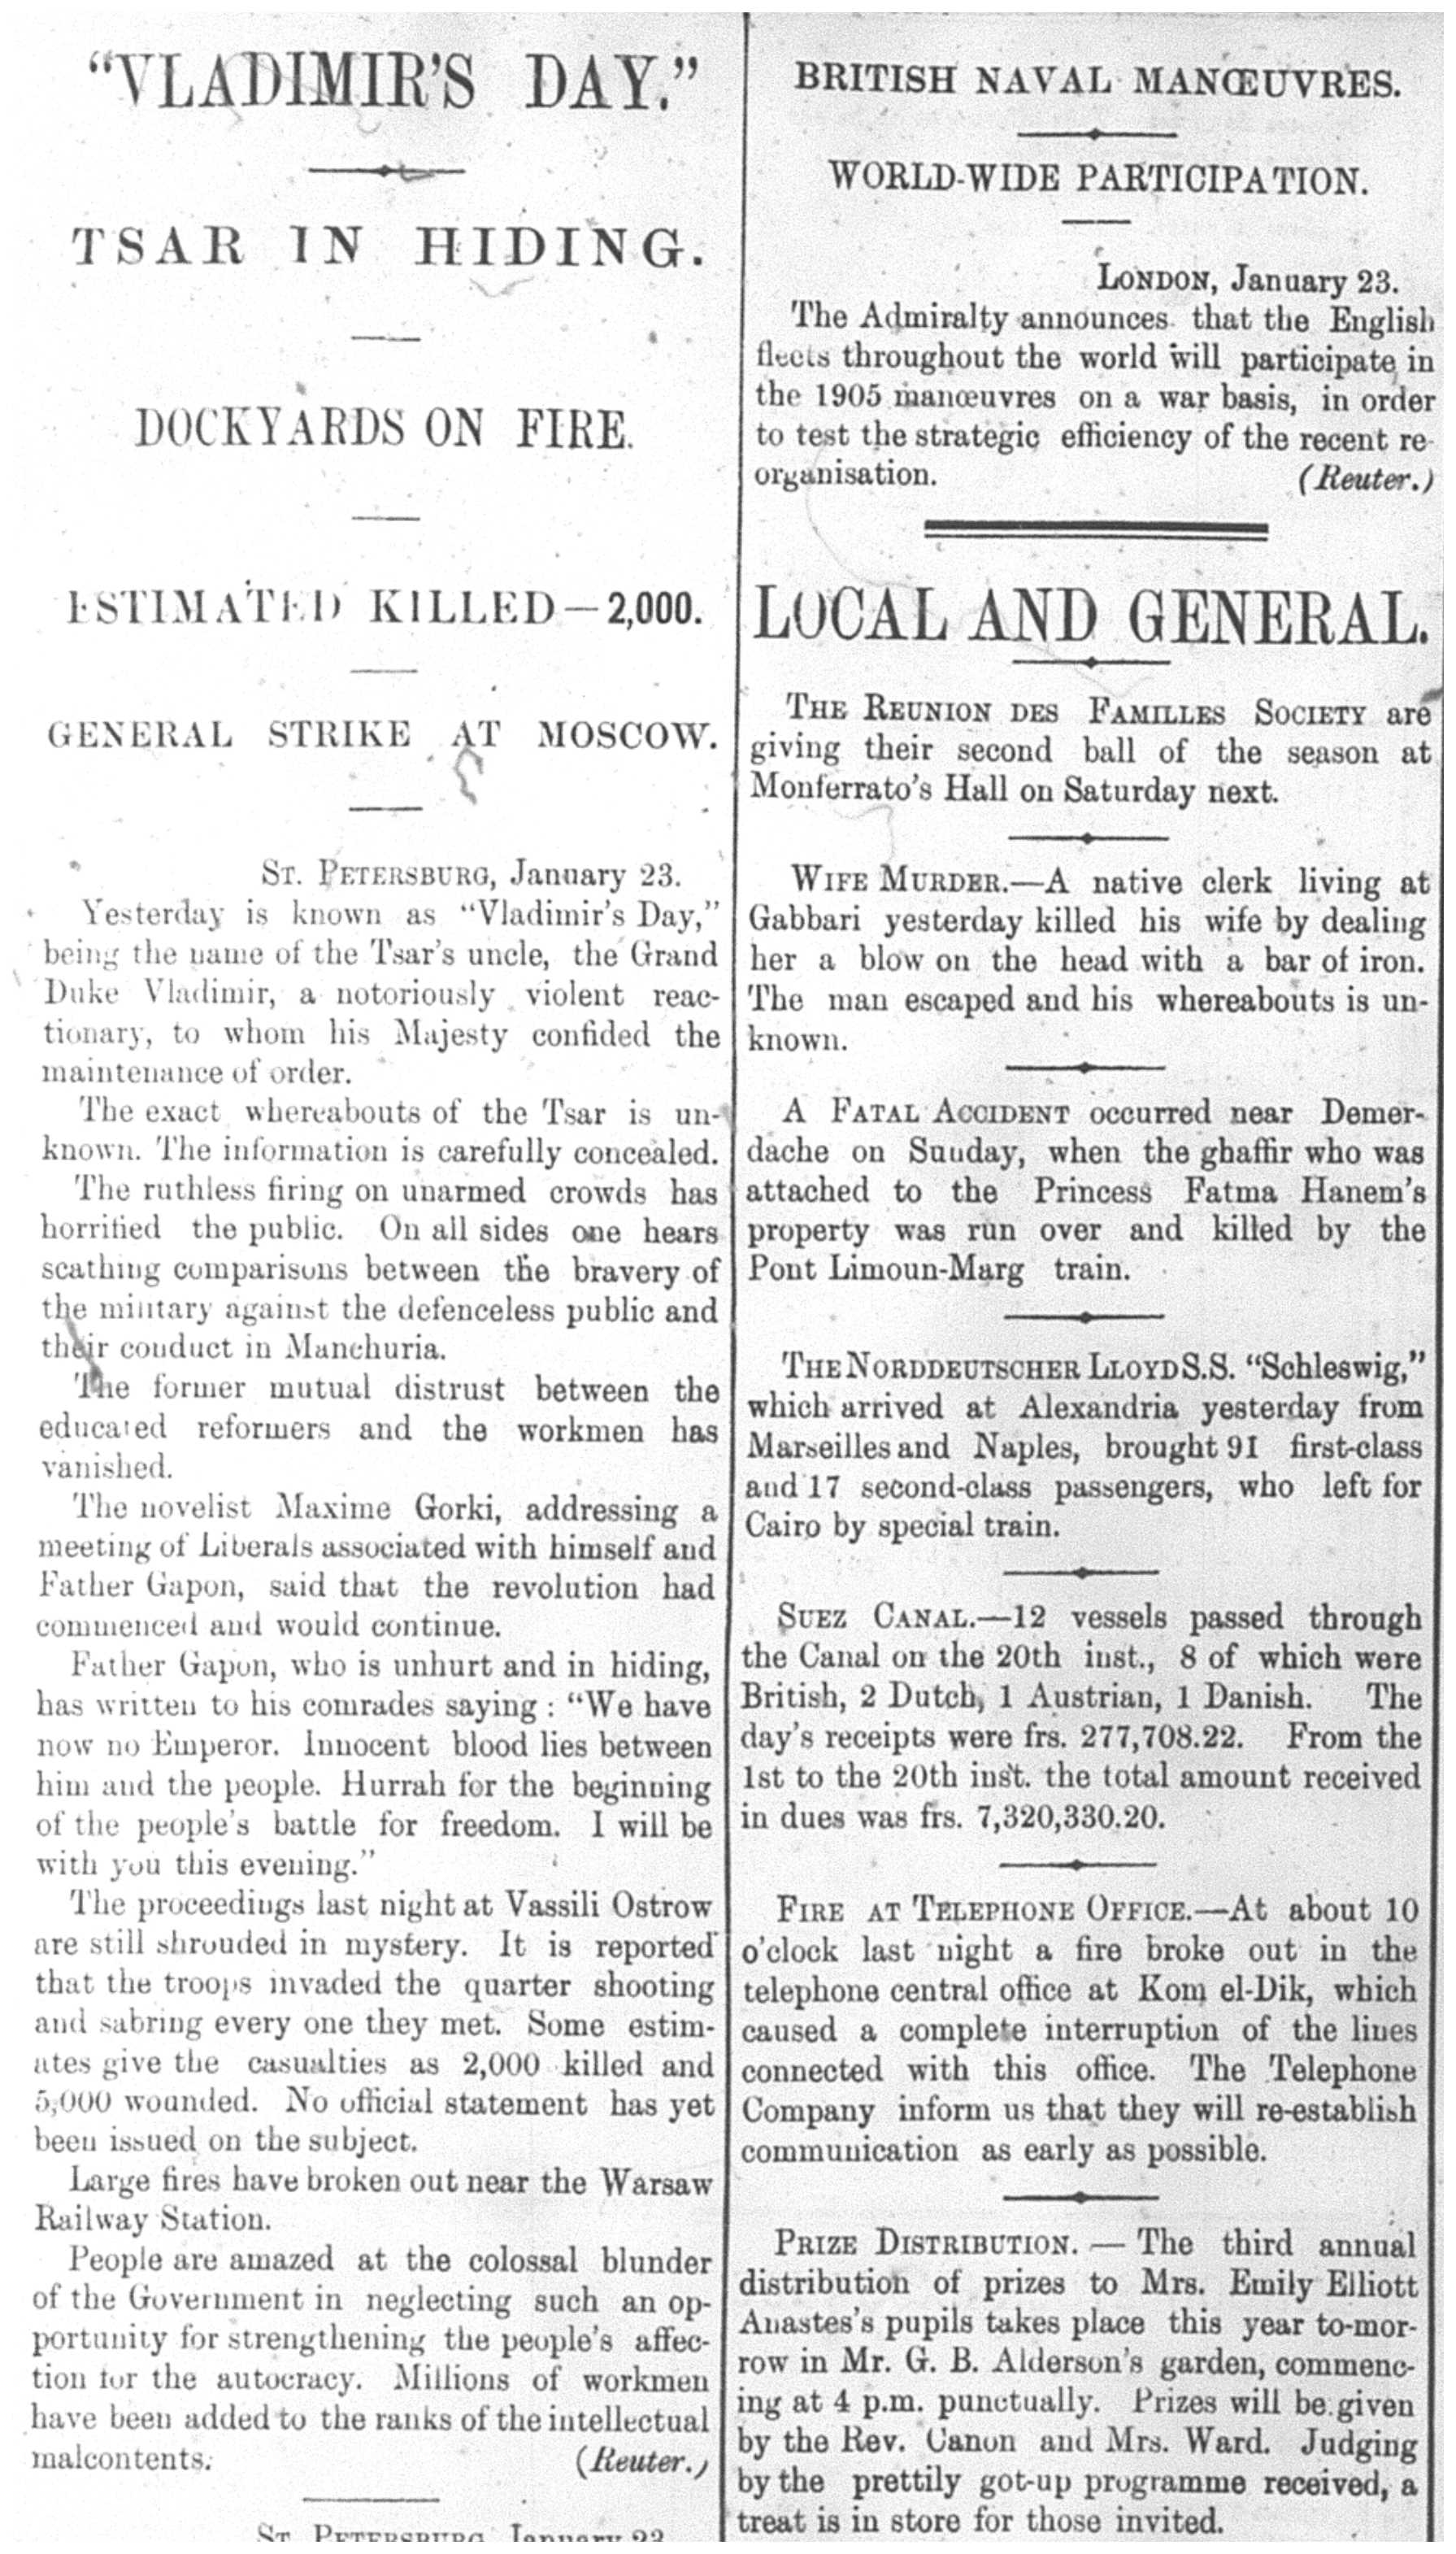 “VLADIMIR’S DAY.”
TSAR IN HIDING.
DOCKYARDS ON FIRE.
ESTIMATED KILLED—2,000.
GENERAL STRIKE AT MOSCOW.
ST. PETERSBURG, January 23.
Yesterday is known as “Vladimir’s Day,”
being the name of the Tsar’s uncle, the Grand
Duke Vladimir, a notoriously violent reac-
tionary, to whom his Majesty confided the
maintenance of order.
The exact whereabouts of the Tsar is un-
known. The information is carefully concealed.
The ruthless firing on unarmed crowds has
horrified the public. On all sides one hears
scathing comparisons between the bravery of
the military against the defenceless public and
their conduct in Manchuria.
The former mutual distrust between the
educated reformers and the workmen has
vanished.
The novelist Maxime Gorki, addressing a
meeting of Liberals associated with himself and
Father Gapon, said that the revolution had
commenced and would continue.
Father Gapon, who is unhurt and in hiding,
has written to his comrades saying : “We have
now no Emperor. Innocent blood lies between
him and the people. Hurrah for the beginning
of the people’s battle for freedom. I will be
with you this evening.”
The proceedings last night at Vassili Ostrow
are still shrouded in mystery. It is reported
that the troops invaded the quarter shooting
and sabring every one they met. Some estim-
ates give the casualties as 2,000 killed and
5,000 wounded. No official statement has yet
been issued on the subject.
Large fires have broken out near the Warsaw
Railway Station.
People are amazed at the colossal blunder
of the Government in neglecting such an op-
portunity for strengthening the people’s affec-
tion for the autocracy. Millions of workmen
have been added to the ranks of the intellectual
malcontents. (Reuter.)
ST. PETERSBURG, January 23
BRITISH NAVAL MANŒUVRES.
WORLD-WIDE PARTICIPATION.
LONDON, January 23.
The Admiralty announces that the English
fleets throughout the world will participate in
the 1905 manœuvres on a war basis, in order
to test the strategic efficiency of the recent re-
organisation. (Reuter.)
LOCAL AND GENERAL.
THE REUNION DES FAMILLES SOCIETY are
giving their second ball of the season at
Monferrato’s Hall on Saturday next.
WIFE MURDER.—A native clerk living at
Gabbari yesterday killed his wife by dealing
her a blow on the head with a bar of iron.
The man escaped and his whereabouts is un-
known.
A FATAL ACCIDENT occurred near Demer-
dache on Sunday, when the ghaffir who was
attached to the Princess Fatma Hanem’s
property was run over and killed by the
Pont Limoun-Marg train.
THE NORDDEUTSCHER LLOYD S.S. “Schleswig,”
which arrived at Alexandria yesterday from
Marseilles and Naples, brought 91 first-class
and 17 second-class passengers, who left for
Cairo by special train.
SUEZ CANAL.—12 vessels passed through
the Canal on the 20th inst., 8 of which were
British, 2 Dutch, 1 Austrian, 1 Danish. The
day’s receipts were frs. 277,708.22. From the
1st to the 20th inst. the total amount received
in dues was frs. 7,320,330.20.
FIRE AT TELEPHONE OFFICE.—At about 10
o’clock last night a fire broke out in the
telephone central office at Kom el-Dik, which
caused a complete interruption of the lines
connected with this office. The Telephone
Company inform us that they will re-establish
communication as early as possible.
PRIZE DISTRIBUTION. — The third annual
distribution of prizes to Mrs. Emily Elliott
Anastes’s pupils takes place this year to-mor-
row in Mr. G. B. Alderson’s garden, commenc-
ing at 4 p.m. punctually. Prizes will be given
by the Rev. Canon and Mrs. Ward. Judging
by the prettily got-up programme received, a
treat is in store for those invited.